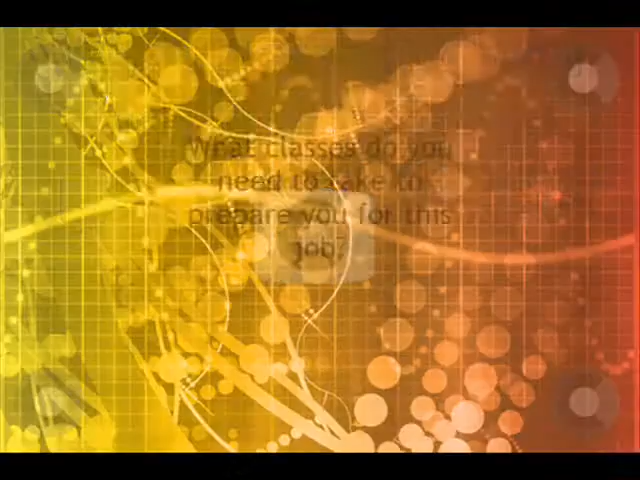 What classes do you
need to take to
prepare you for this
job?